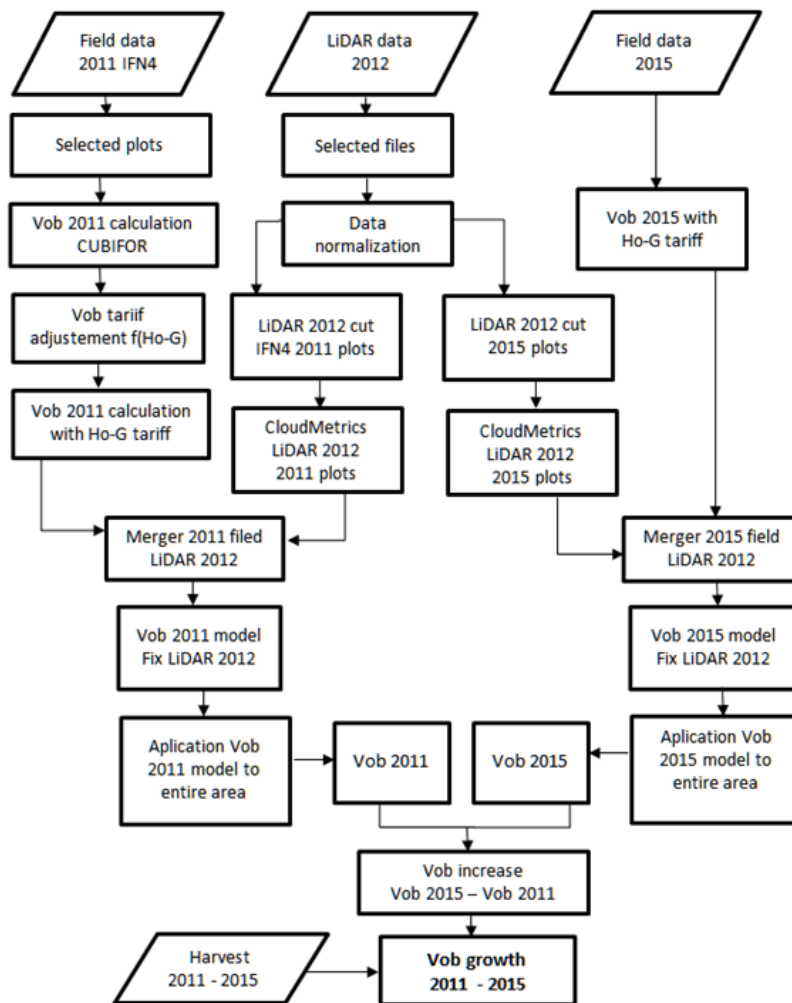 Field data
2011 IFN4
LiDAR data
2012
Field data
2015
Selected plots
Selected files
Vob 2011 calculation
CUBIFOR
Data
normalization
Vob 2015 with
Ho-G tariff
Vob tariif
adjustement f(Ho-G)
LiDAR 2012 cut
IFN4 2011 plots
LiDAR 2012 cut
2015 plots
Vob 2011 calculation
with Ho-G tariff
CloudMetrics
LiDAR 2012
2011 plots
CloudMetrics
LiDAR 2012
2015 plots
Merger 2011 filed
LiDAR 2012
Merger 2015 field
LiDAR 2012
Vob 2011 model
Fix LiDAR 2012
Vob 2015 model
Fix LiDAR 2012
Aplication Vob
2011 model to
entire area
Vob 2011
Vob 2015
Aplication Vob
2015 model to
entire area
Vob increase
Vob 2015 – Vob 2011
Harvest
2011 - 2015
Vob growth
2011 - 2015